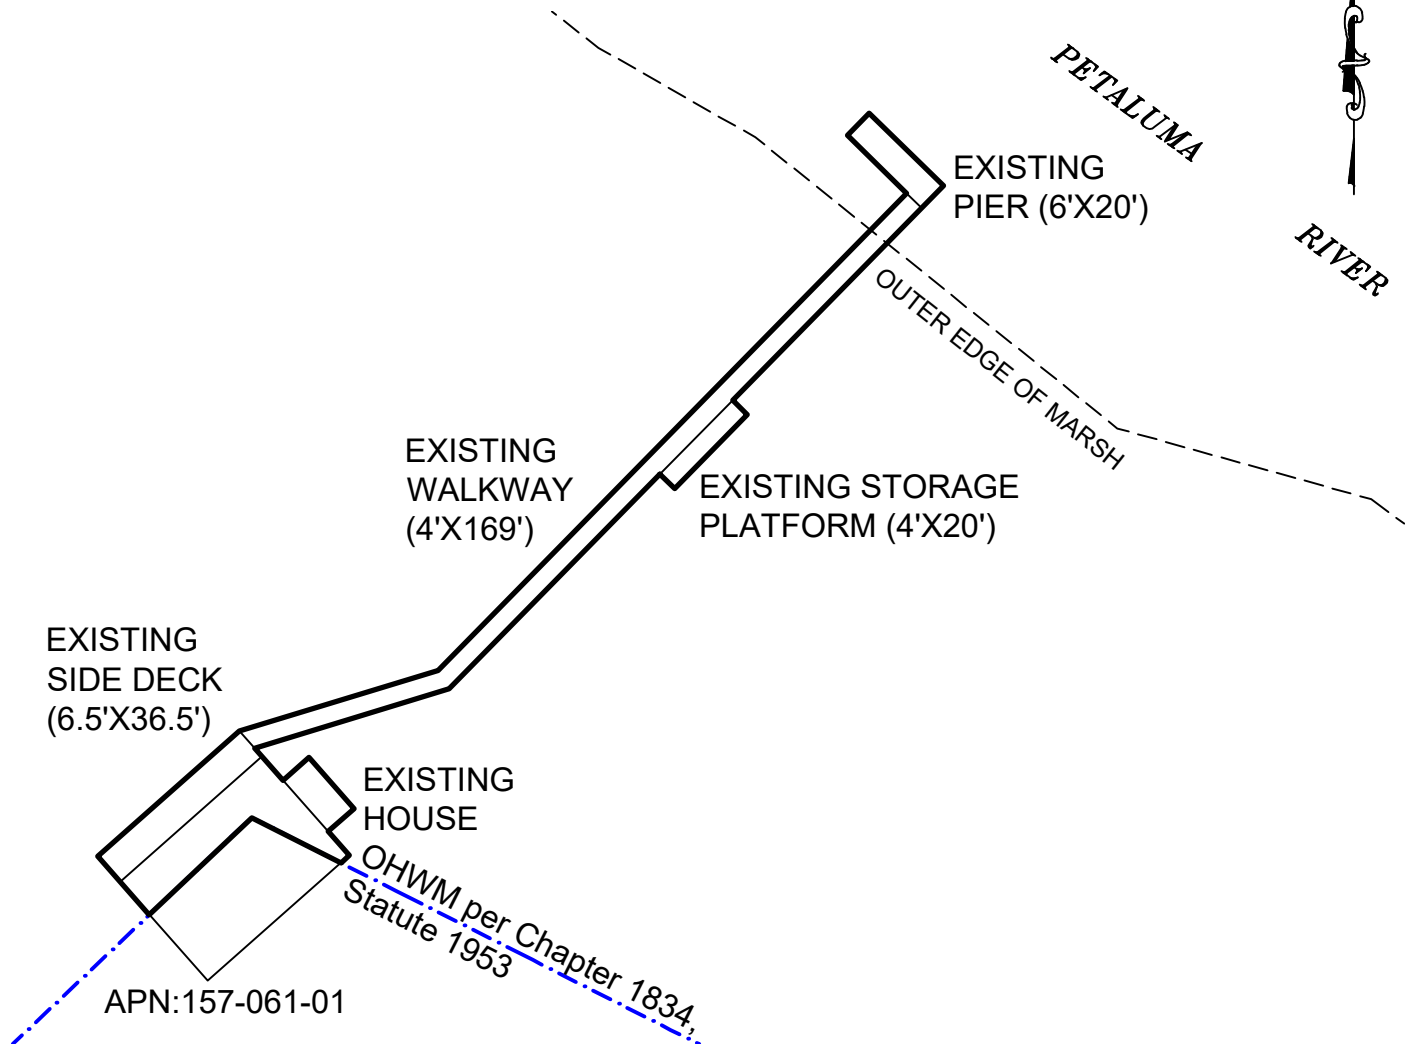 PETALUMA
RIVER
EXISTING
PIER (6'X20')
OUTER EDGE OF MARSH
EXISTING
WALKWAY
(4'X169')
EXISTING STORAGE
PLATFORM (4'X20')
EXISTING
SIDE DECK
(6.5'X36.5')
EXISTING
HOUSE
OHWM per Chapter 1834,
Statute 1953
APN:157-061-01